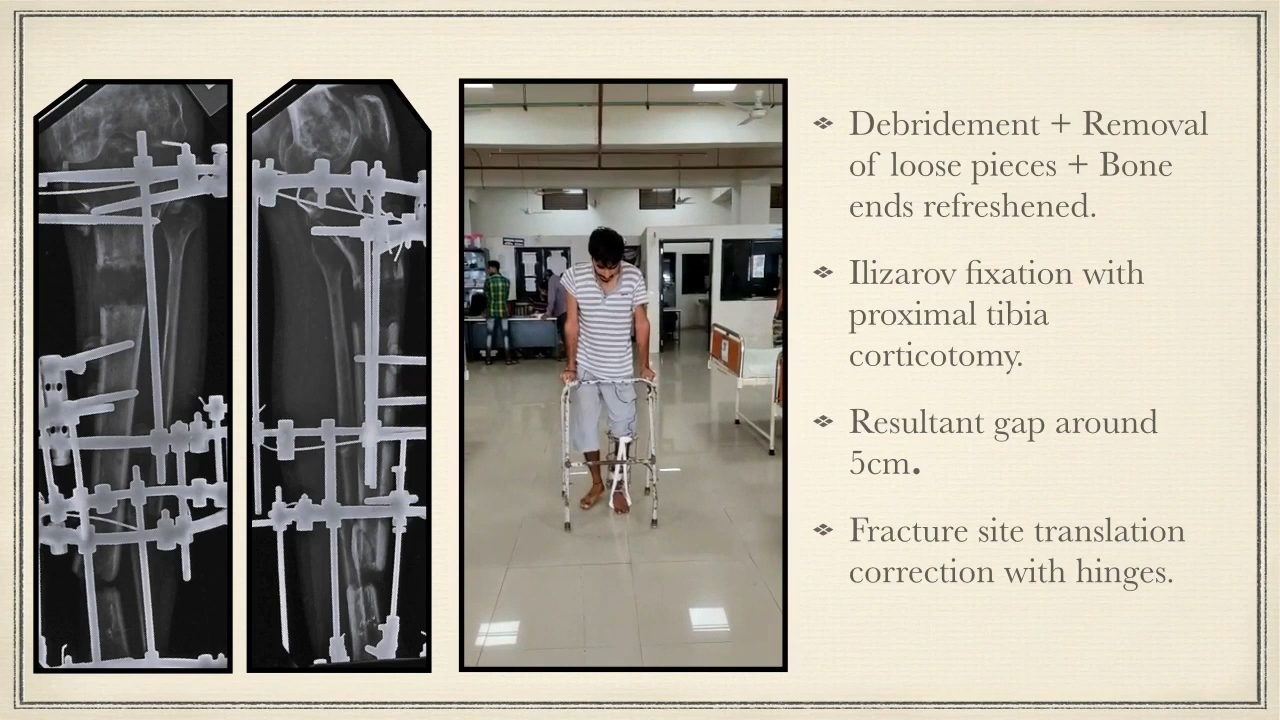 ❖ Debridement + Removal
of loose pieces + Bone
ends refreshened.
❖ Ilizarov fixation with
proximal tibia
corticotomy.
❖ Resultant gap around
5cm.
❖ Fracture site translation
correction with hinges.